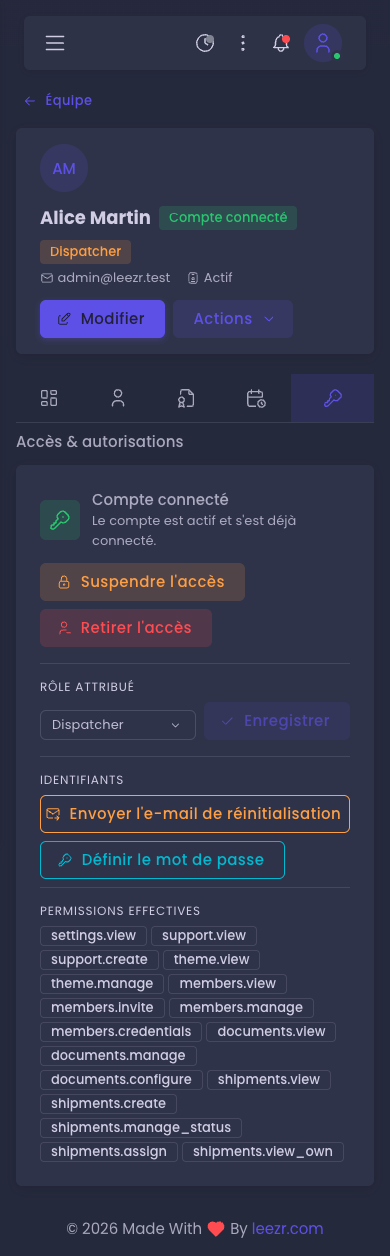 Équipe
AM
Alice Martin Compte connecté
Dispatcher
admin@leezr.test Actif
Modifier Actions
Accès & autorisations
Compte connecté
Le compte est actif et s'est déjà
connecté.
Suspendre l'accès
Retirer l'accès
RÔLE ATTRIBUÉ
Dispatcher Enregistrer
IDENTIFIANTS
Envoyer l'e-mail de réinitialisation
Définir le mot de passe
PERMISSIONS EFFECTIVES
settings.view support.view
support.create theme.view
theme.manage members.view
members.invite members.manage
members.credentials documents.view
documents.manage
documents.configure shipments.view
shipments.create
shipments.manage_status
shipments.assign shipments.view_own
© 2026 Made With By leezr.com